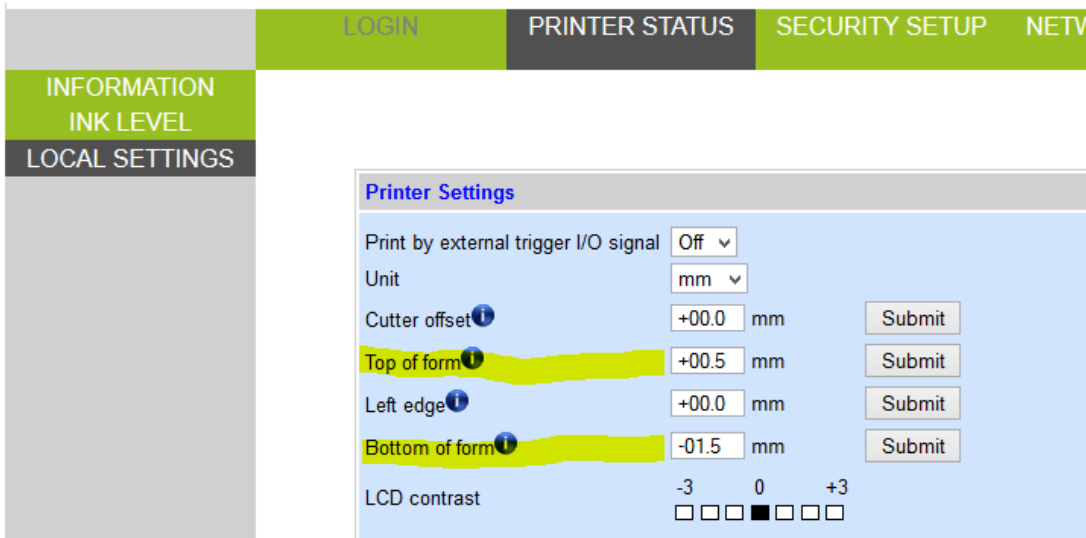 LOGIN PRINTER STATUS SECURITY SETUP NETW
INFORMATION
INK LEVEL
LOCAL SETTINGS
Printer Settings
Print by external trigger I/O signal Off
Unit mm
Cutter offset i +00.0 mm Submit
Top of form i +00.5 mm Submit
Left edge i +00.0 mm Submit
Bottom of form i -01.5 mm Submit
-3 0 +3
LCD contrast